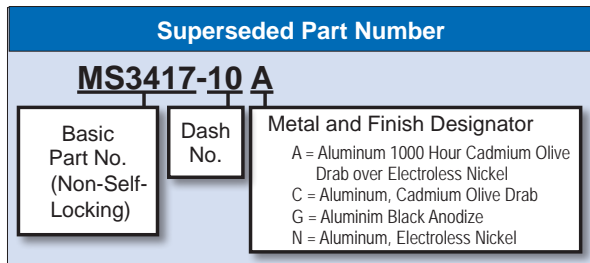 Superseded Part Number
MS3417-10 A
Basic
Part No.
(Non-Self-
Locking)
Dash
No.
Metal and Finish Designator
A = Aluminum 1000 Hour Cadmium Olive
Drab over Electroless Nickel
C = Aluminum, Cadmium Olive Drab
G = Aluminim Black Anodize
N = Aluminum, Electroless Nickel